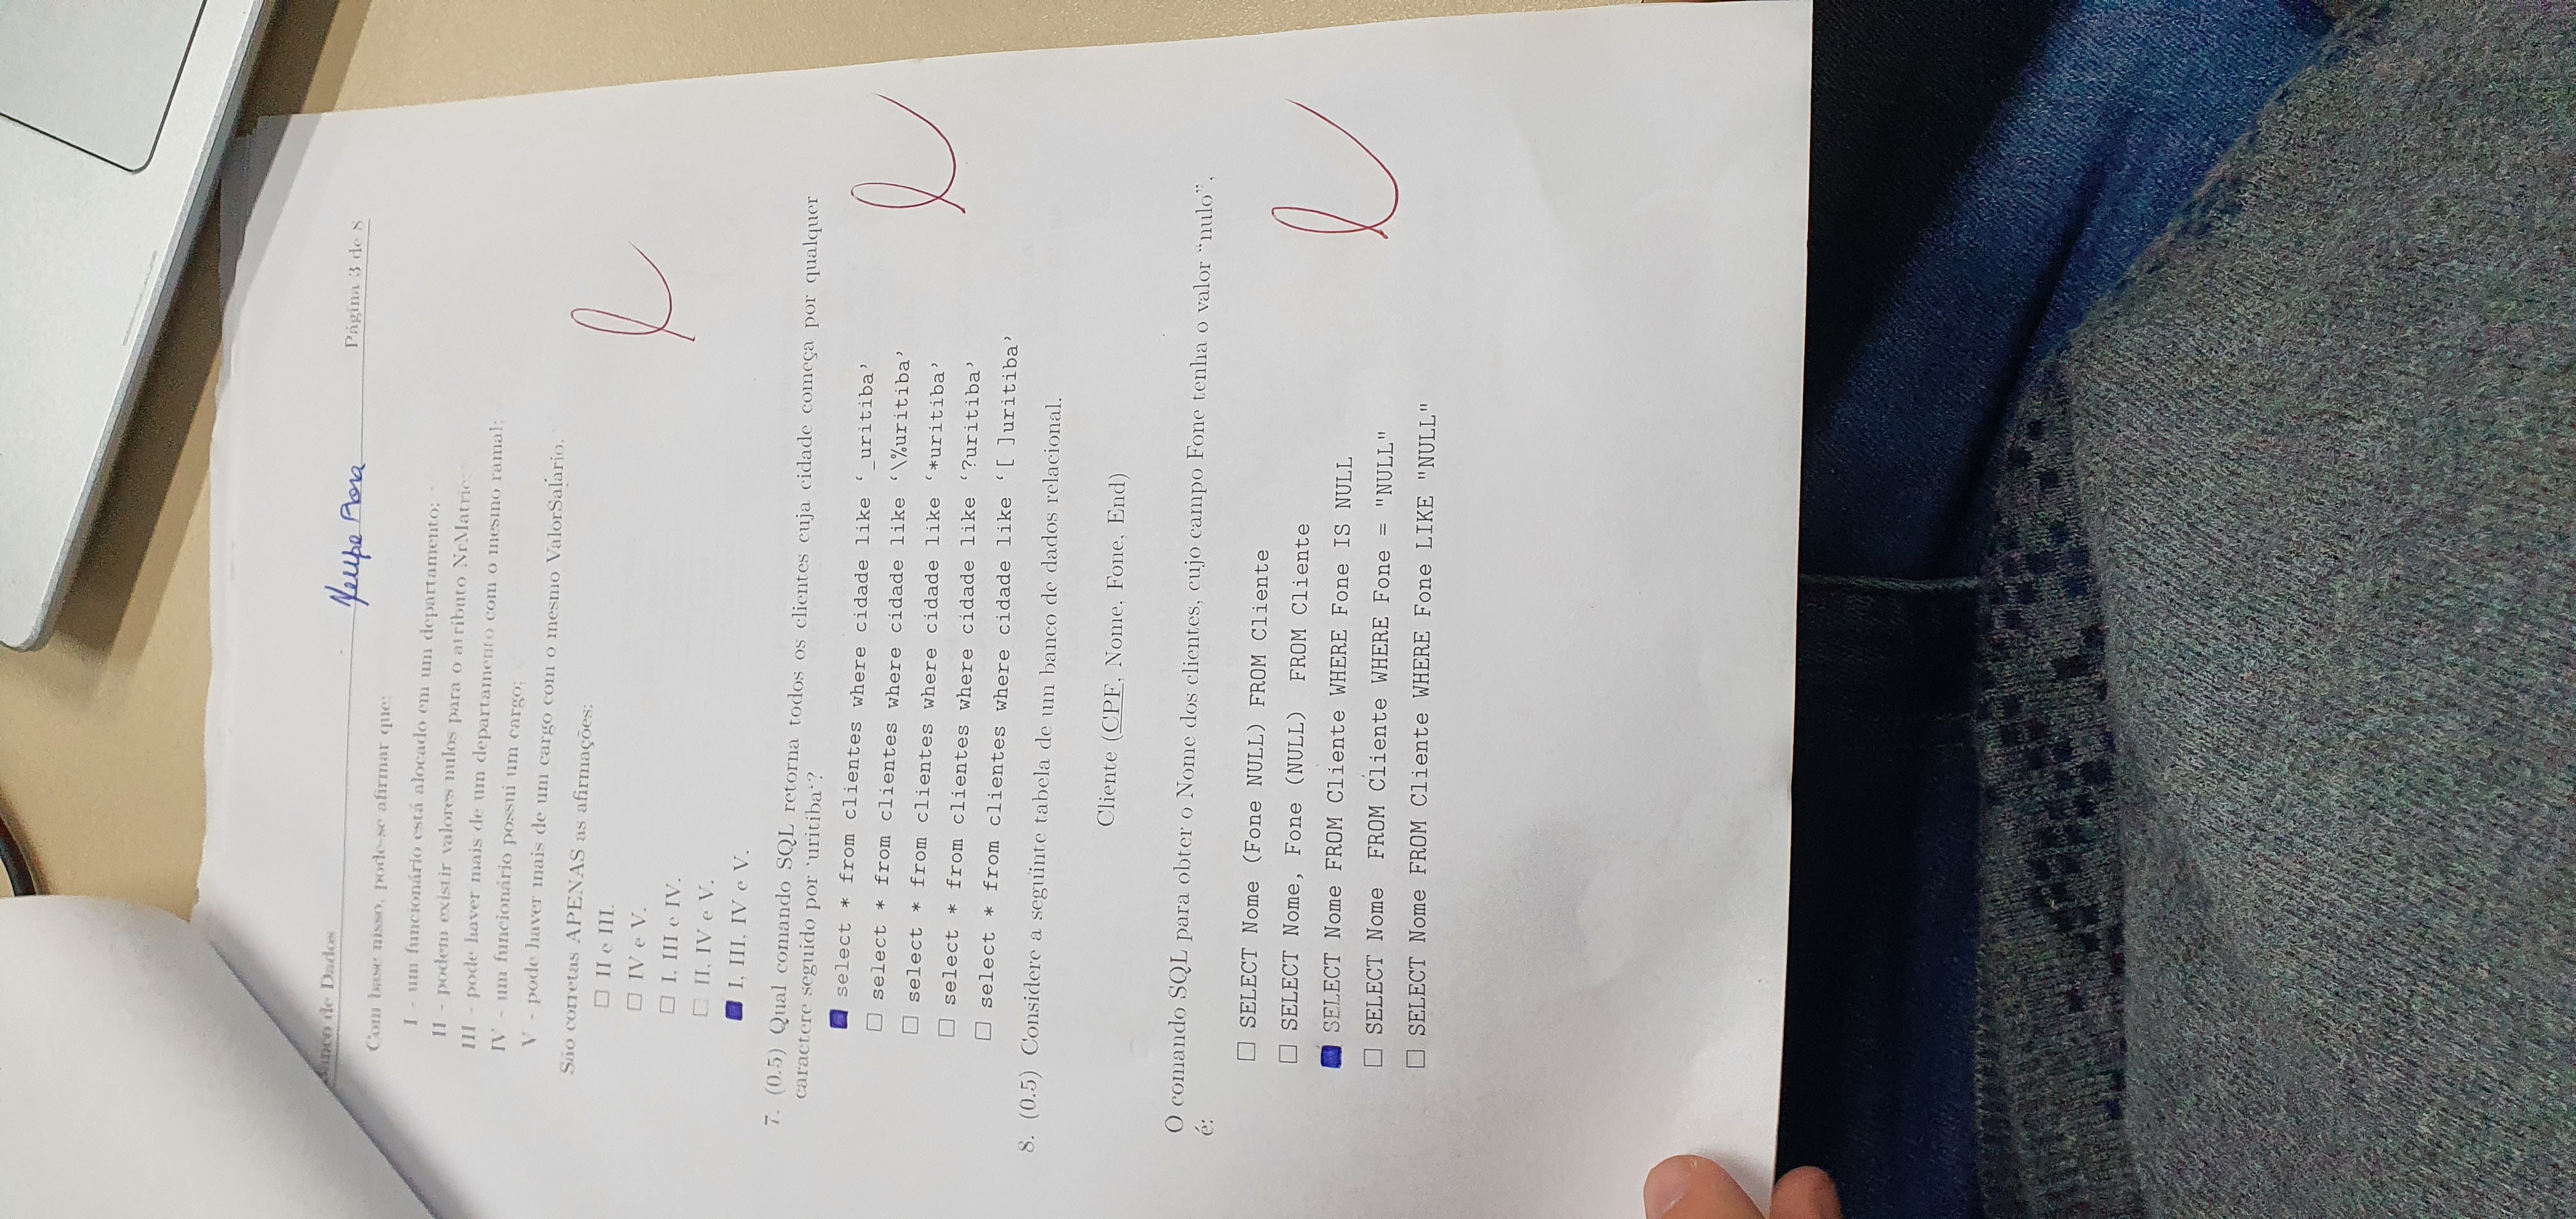 Banco de Dados
Página 3 de 8
Com base nisso, pode-se afirmar que:
I - um funcionário está alocado em um departamento;
II - podem existir valores nulos para o atributo NrMatric;
III - pode haver mais de um departamento com o mesmo ramal;
IV - um funcionário possui um cargo;
V - pode haver mais de um cargo com o mesmo ValorSalario.
São corretas APENAS as afirmações:
II e III.
IV e V.
I, III e IV.
II, IV e V.
I, III, IV e V.
7. (0.5) Qual comando SQL retorna todos os clientes cuja cidade começa por qualquer
caractere seguido por ‘uritiba‘?
select * from clientes where cidade like ‘_uritiba’
select * from clientes where cidade like ‘\%uritiba’
select * from clientes where cidade like ‘*uritiba’
select * from clientes where cidade like ‘?uritiba’
select * from clientes where cidade like ‘[ ]uritiba’
8. (0.5) Considere a seguinte tabela de um banco de dados relacional.
Cliente (CPF, Nome, Fone, End)
O comando SQL para obter o Nome dos clientes, cujo campo Fone tenha o valor “nulo”,
é:
SELECT Nome (Fone NULL) FROM Cliente
SELECT Nome, Fone (NULL) FROM Cliente
SELECT Nome FROM Cliente WHERE Fone IS NULL
SELECT Nome FROM Cliente WHERE Fone = "NULL"
SELECT Nome FROM Cliente WHERE Fone LIKE "NULL"